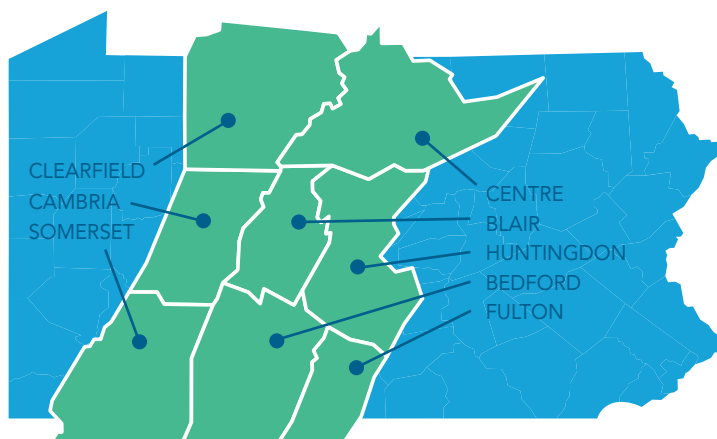 CLEARFIELD
CAMBRIA
SOMERSET
CENTRE
BLAIR
HUNTINGDON
BEDFORD
FULTON